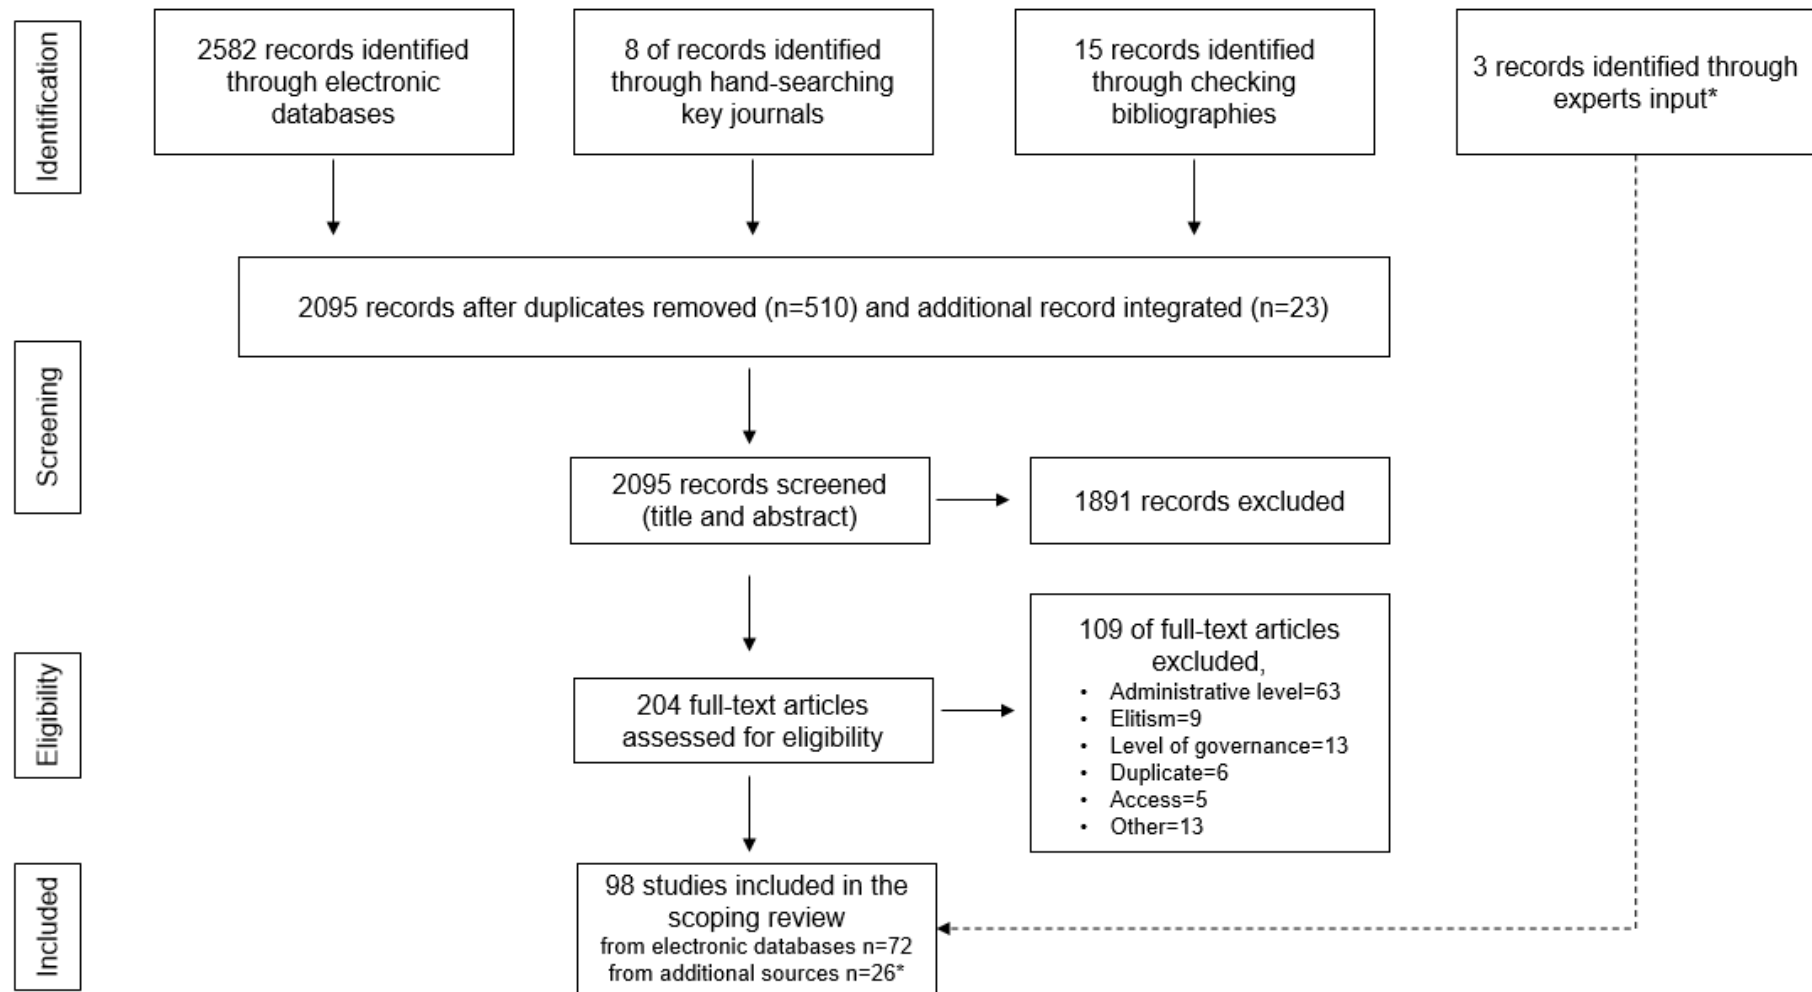 Identification
2582 records identified
through electronic
databases
8 of records identified
through hand-searching
key journals
15 records identified
through checking
bibliographies
3 records identified through
experts input*
2095 records after duplicates removed (n=510) and additional record integrated (n=23)
Screening
2095 records screened
(title and abstract)
1891 records excluded
Eligibility
204 full-text articles
assessed for eligibility
109 of full-text articles
excluded,
• Administrative level=63
• Elitism=9
• Level of governance=13
• Duplicate=6
• Access=5
• Other=13
Included
98 studies included in the
scoping review
from electronic databases n=72
from additional sources n=26*